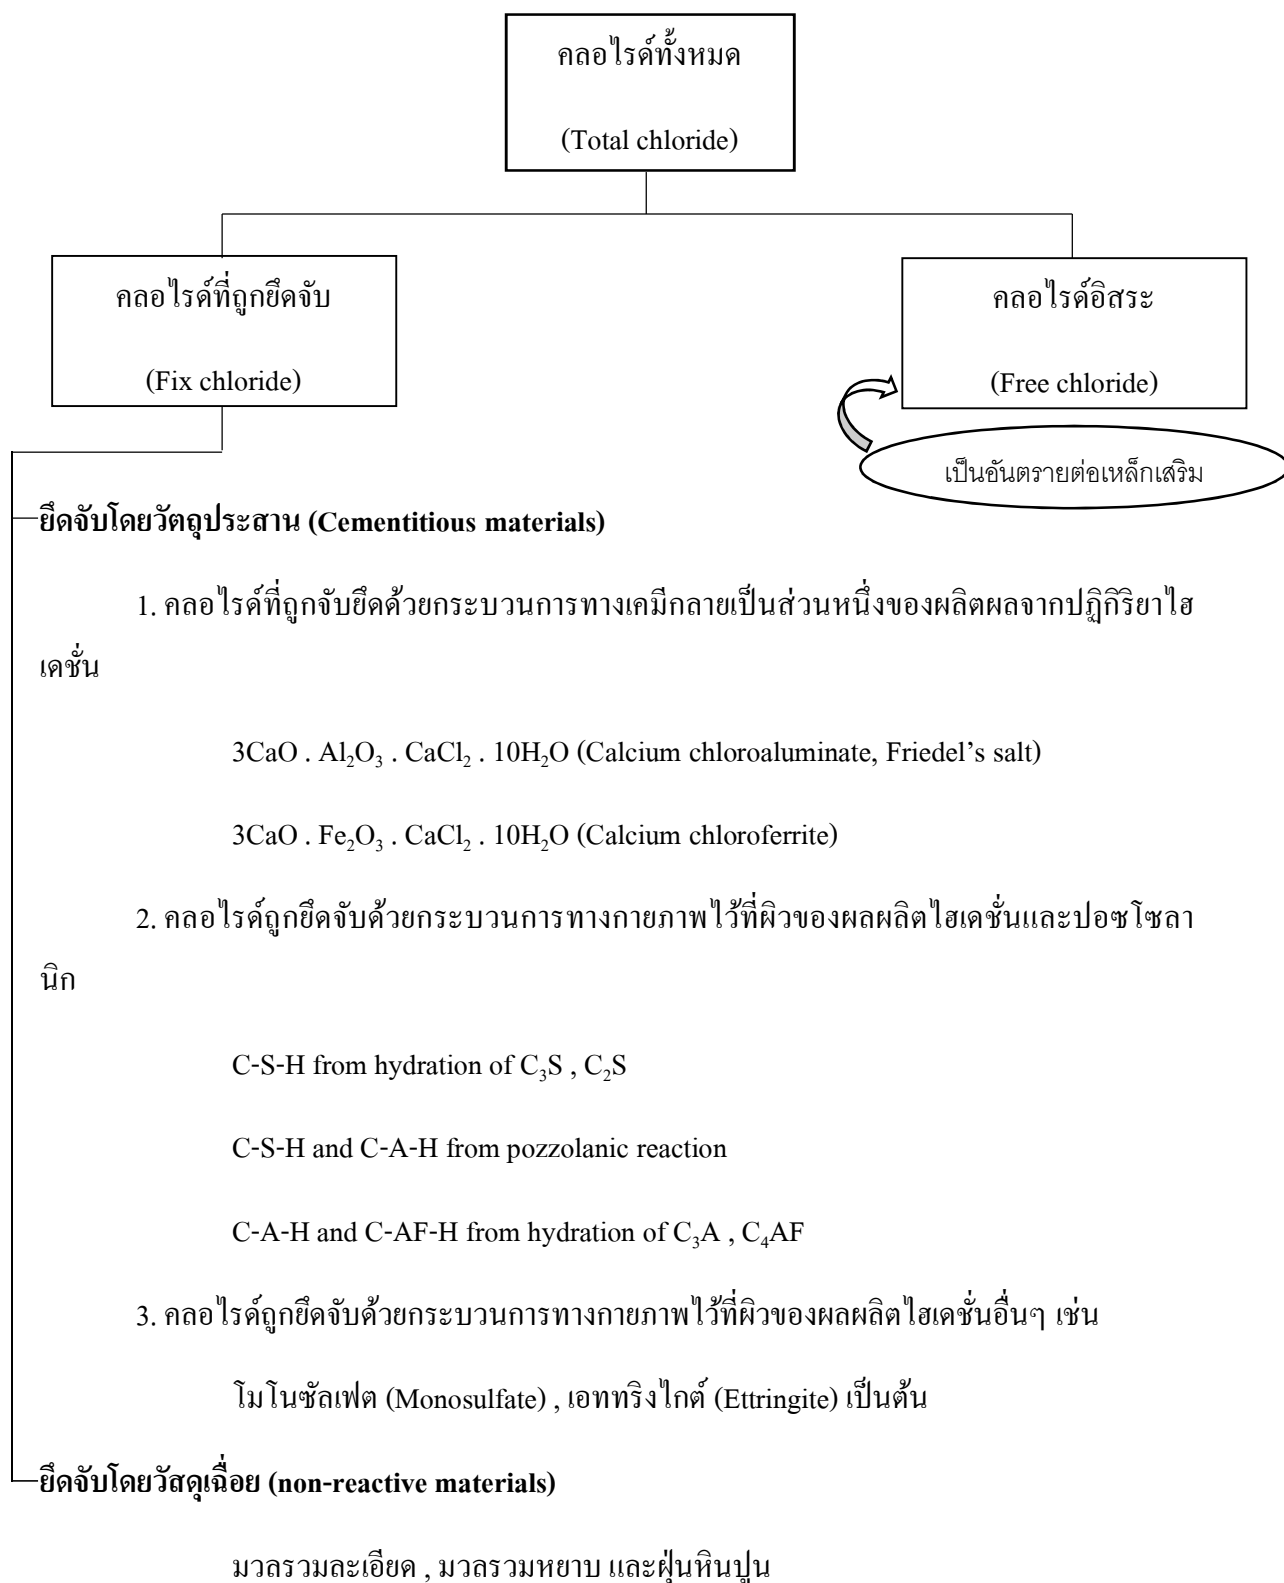 คลอไรด์ทั้งหมด
(Total chloride)
คลอไรด์ที่ถูกยึดจับ
(Fix chloride)
คลอไรด์อิสระ
(Free chloride)
เป็นอันตรายต่อเหล็กเสริม
ยึดจับโดยวัตถุประสาน (Cementitious materials)
1. คลอไรด์ที่ถูกจับยึดด้วยกระบวนการทางเคมีกลายเป็นส่วนหนึ่งของผลิตผลจากปฏิกิริยาไฮ
เดชั่น
3CaO . Al₂O₃ . CaCl₂ . 10H₂O (Calcium chloroaluminate, Friedel’s salt)
3CaO . Fe₂O₃ . CaCl₂ . 10H₂O (Calcium chloroferrite)
2. คลอไรด์ถูกยึดจับด้วยกระบวนการทางกายภาพไว้ที่ผิวของผลผลิตไฮเดชั่นและปอซโซลา
นิก
C-S-H from hydration of C₃S , C₂S
C-S-H and C-A-H from pozzolanic reaction
C-A-H and C-AF-H from hydration of C₃A , C₄AF
3. คลอไรด์ถูกยึดจับด้วยกระบวนการทางกายภาพไว้ที่ผิวของผลผลิตไฮเดชั่นอื่นๆ เช่น
โมโนซัลเฟต (Monosulfate) , เอททริงไกต์ (Ettringite) เป็นต้น
ยึดจับโดยวัสดุเฉื่อย (non-reactive materials)
มวลรวมละเอียด , มวลรวมหยาบ และฝุ่นหินปูน